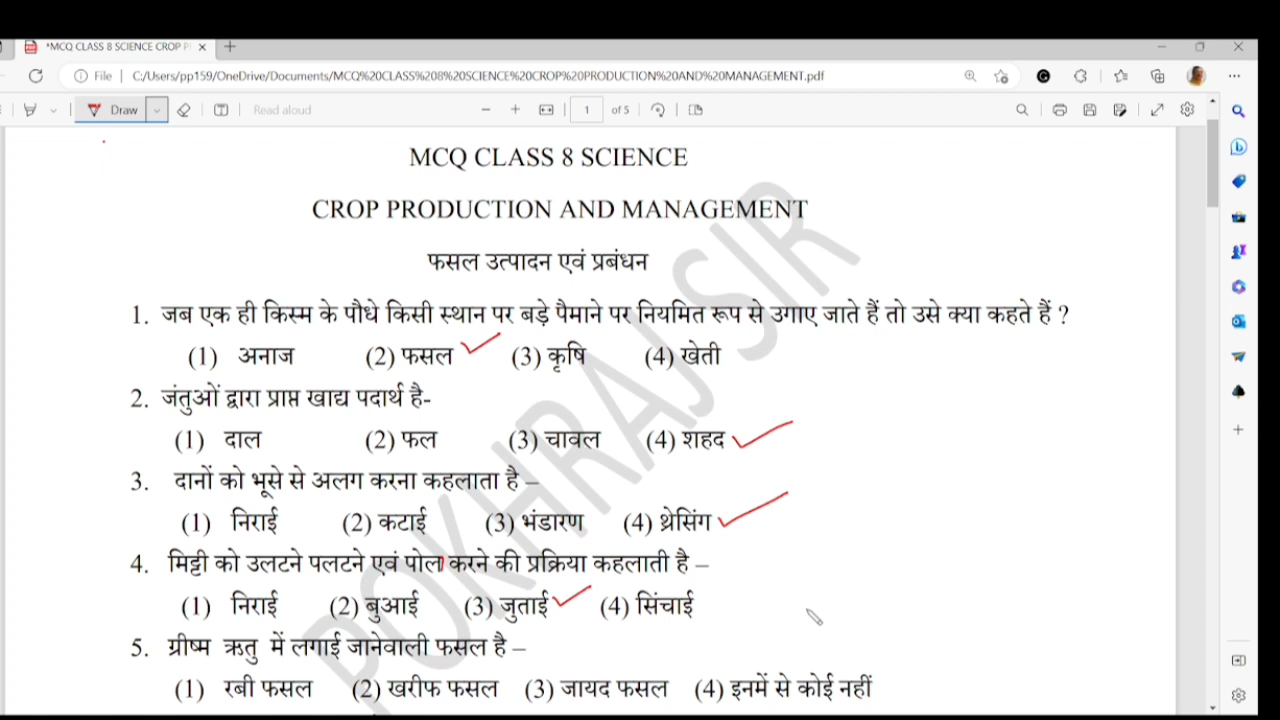 *MCQ CLASS 8 SCIENCE CROP P
File C:/Users/pp159/OneDrive/Documents/MCQ%20CLASS%208%20SCIENCE%20CROP%20PRODUCTION%20AND%20MANAGEMENT.pdf
Draw Read aloud 1 of 5
MCQ CLASS 8 SCIENCE
CROP PRODUCTION AND MANAGEMENT
फसल उत्पादन एवं प्रबंधन
1. जब एक ही किस्म के पौधे किसी स्थान पर बड़े पैमाने पर नियमित रूप से उगाए जाते हैं तो उसे क्या कहते हैं ?
(1) अनाज (2) फसल (3) कृषि (4) खेती
2. जंतुओं द्वारा प्राप्त खाद्य पदार्थ है-
(1) दाल (2) फल (3) चावल (4) शहद
3. दानों को भूसे से अलग करना कहलाता है –
(1) निराई (2) कटाई (3) भंडारण (4) थ्रेसिंग
4. मिट्टी को उलटने पलटने एवं पोला करने की प्रक्रिया कहलाती है –
(1) निराई (2) बुआई (3) जुताई (4) सिंचाई
5. ग्रीष्म ऋतु में लगाई जानेवाली फसल है –
(1) रबी फसल (2) खरीफ फसल (3) जायद फसल (4) इनमें से कोई नहीं
POKHRAJ SIR